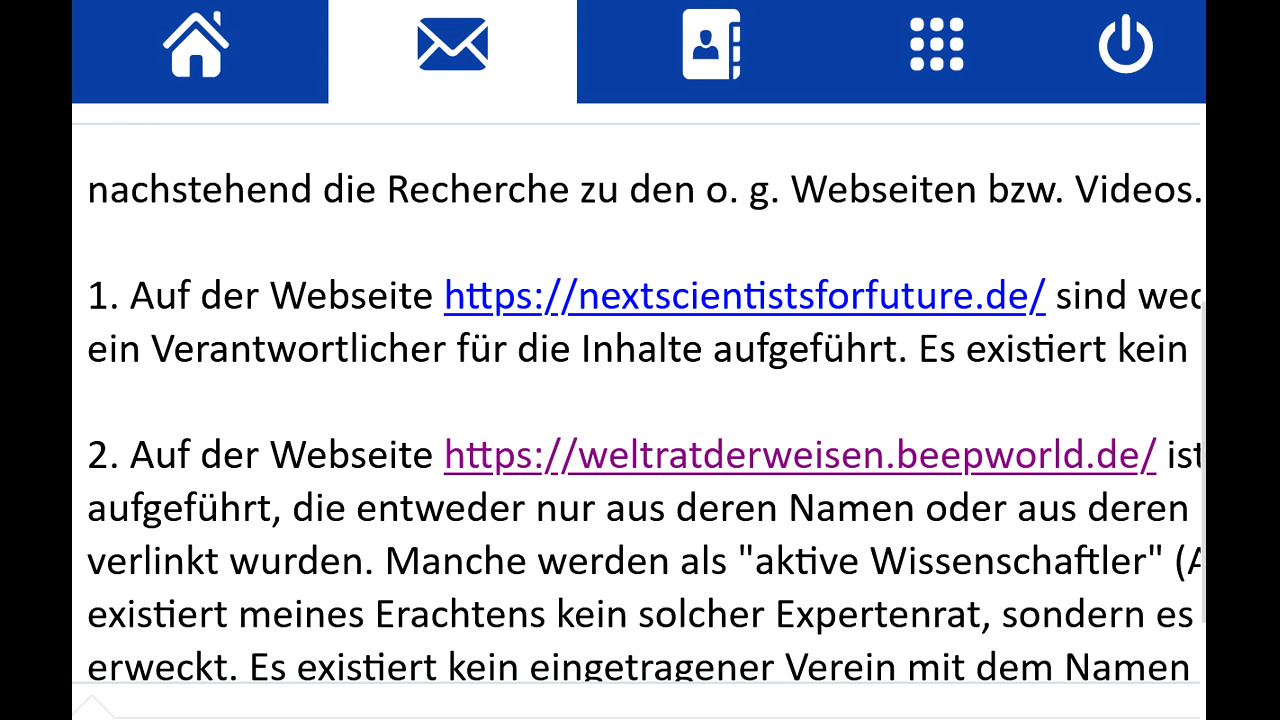 nachstehend die Recherche zu den o. g. Webseiten bzw. Videos.
1. Auf der Webseite https://nextscientistsforfuture.de/ sind
ein Verantwortlicher für die Inhalte aufgeführt. Es existiert kein
2. Auf der Webseite https://weltratderweisen.beepworld.de/ ist
aufgeführt, die entweder nur aus deren Namen oder aus deren
verlinkt wurden. Manche werden als "aktive Wissenschaftler" (A
existiert meines Erachtens kein solcher Expertenrat, sondern es
erweckt. Es existiert kein eingetragener Verein mit dem Namen